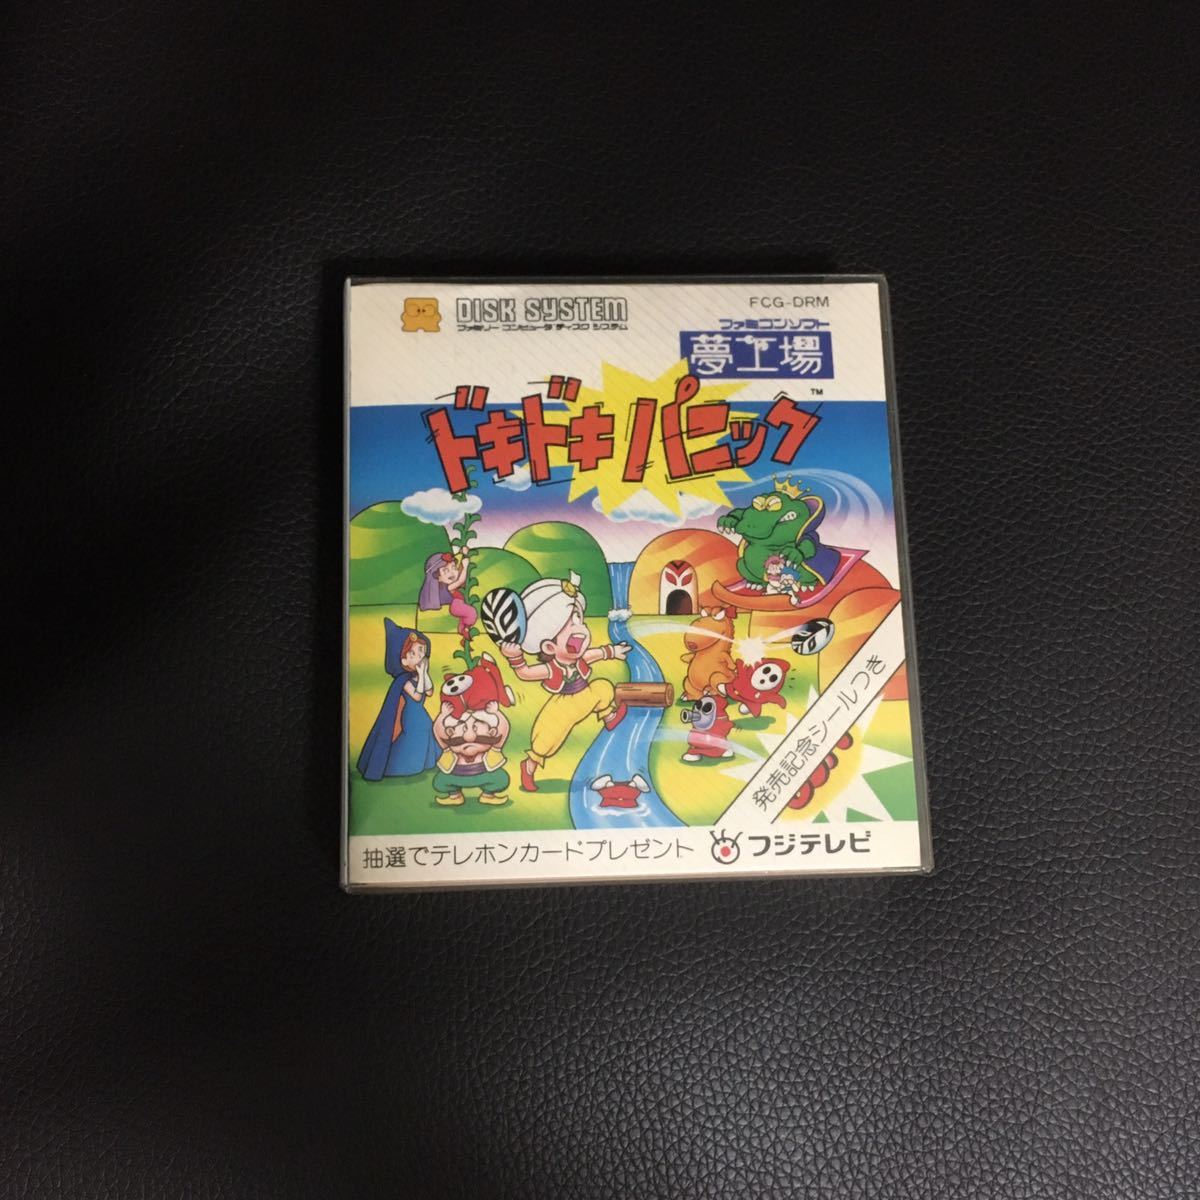 DISK SYSTEM
ファミリー コンピュータ ディスク システム
FCG-DRM
ファミコンソフト
夢工場
ドキドキパニック™
発売記念シールつき
抽選でテレホンカードプレゼント
フジテレビ